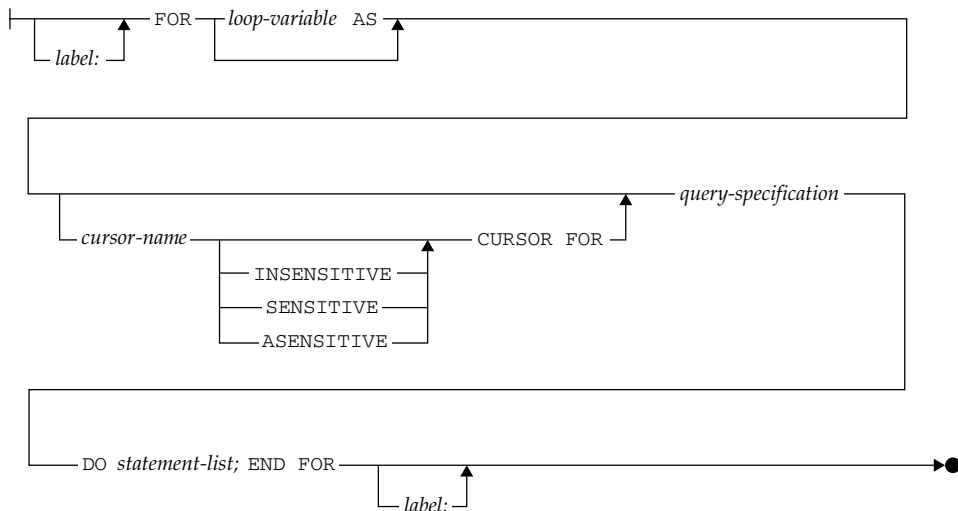 FOR loop-variable AS
label:
query-specification
cursor-name CURSOR FOR
INSENSITIVE
SENSITIVE
ASENSITIVE
DO statement-list; END FOR
label: